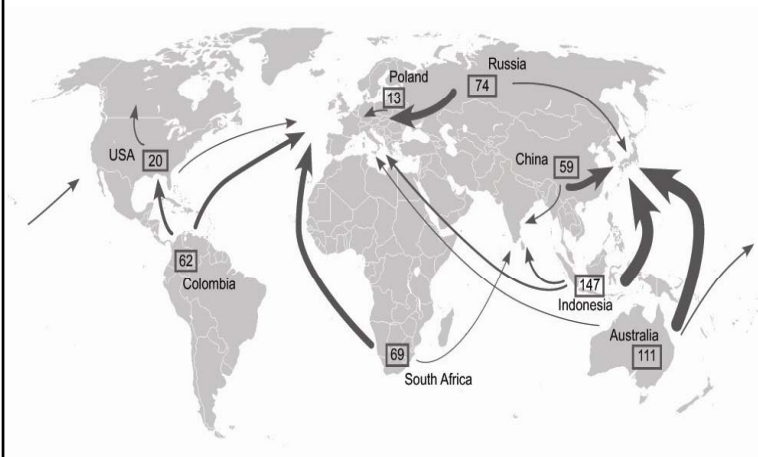 Poland
13
Russia
74
USA
20
China
59
62
Colombia
147
Indonesia
Australia
111
69
South Africa